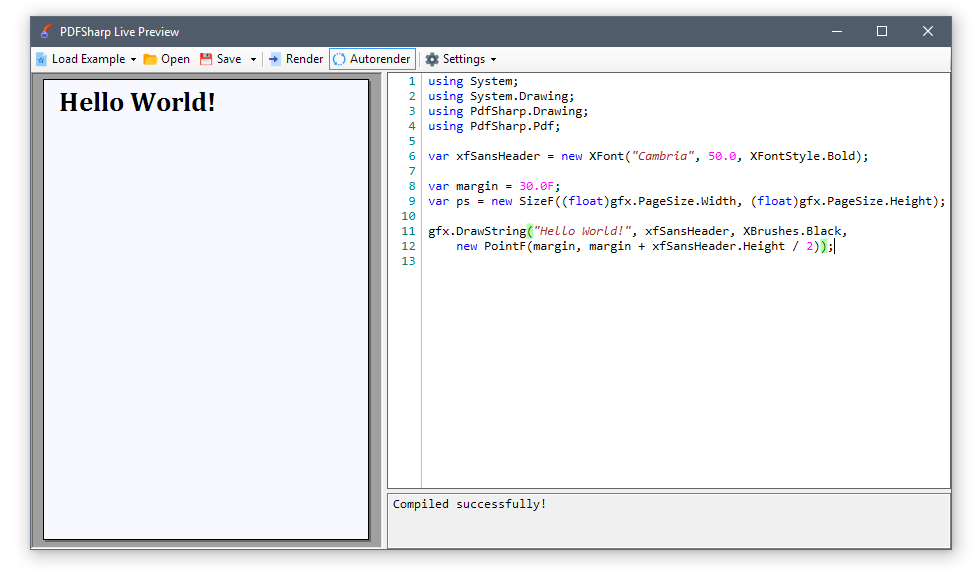 PDFSharp Live Preview
Load Example Open Save Render Autorender Settings
Hello World!
1 using System;
2 using System.Drawing;
3 using PdfSharp.Drawing;
4 using PdfSharp.Pdf;
5
6 var xfSansHeader = new XFont("Cambria", 50.0, XFontStyle.Bold);
7
8 var margin = 30.0F;
9 var ps = new SizeF((float)gfx.PageSize.Width, (float)gfx.PageSize.Height);
10
11 gfx.DrawString("Hello World!", xfSansHeader, XBrushes.Black,
12     new PointF(margin, margin + xfSansHeader.Height / 2));
13
Compiled successfully!